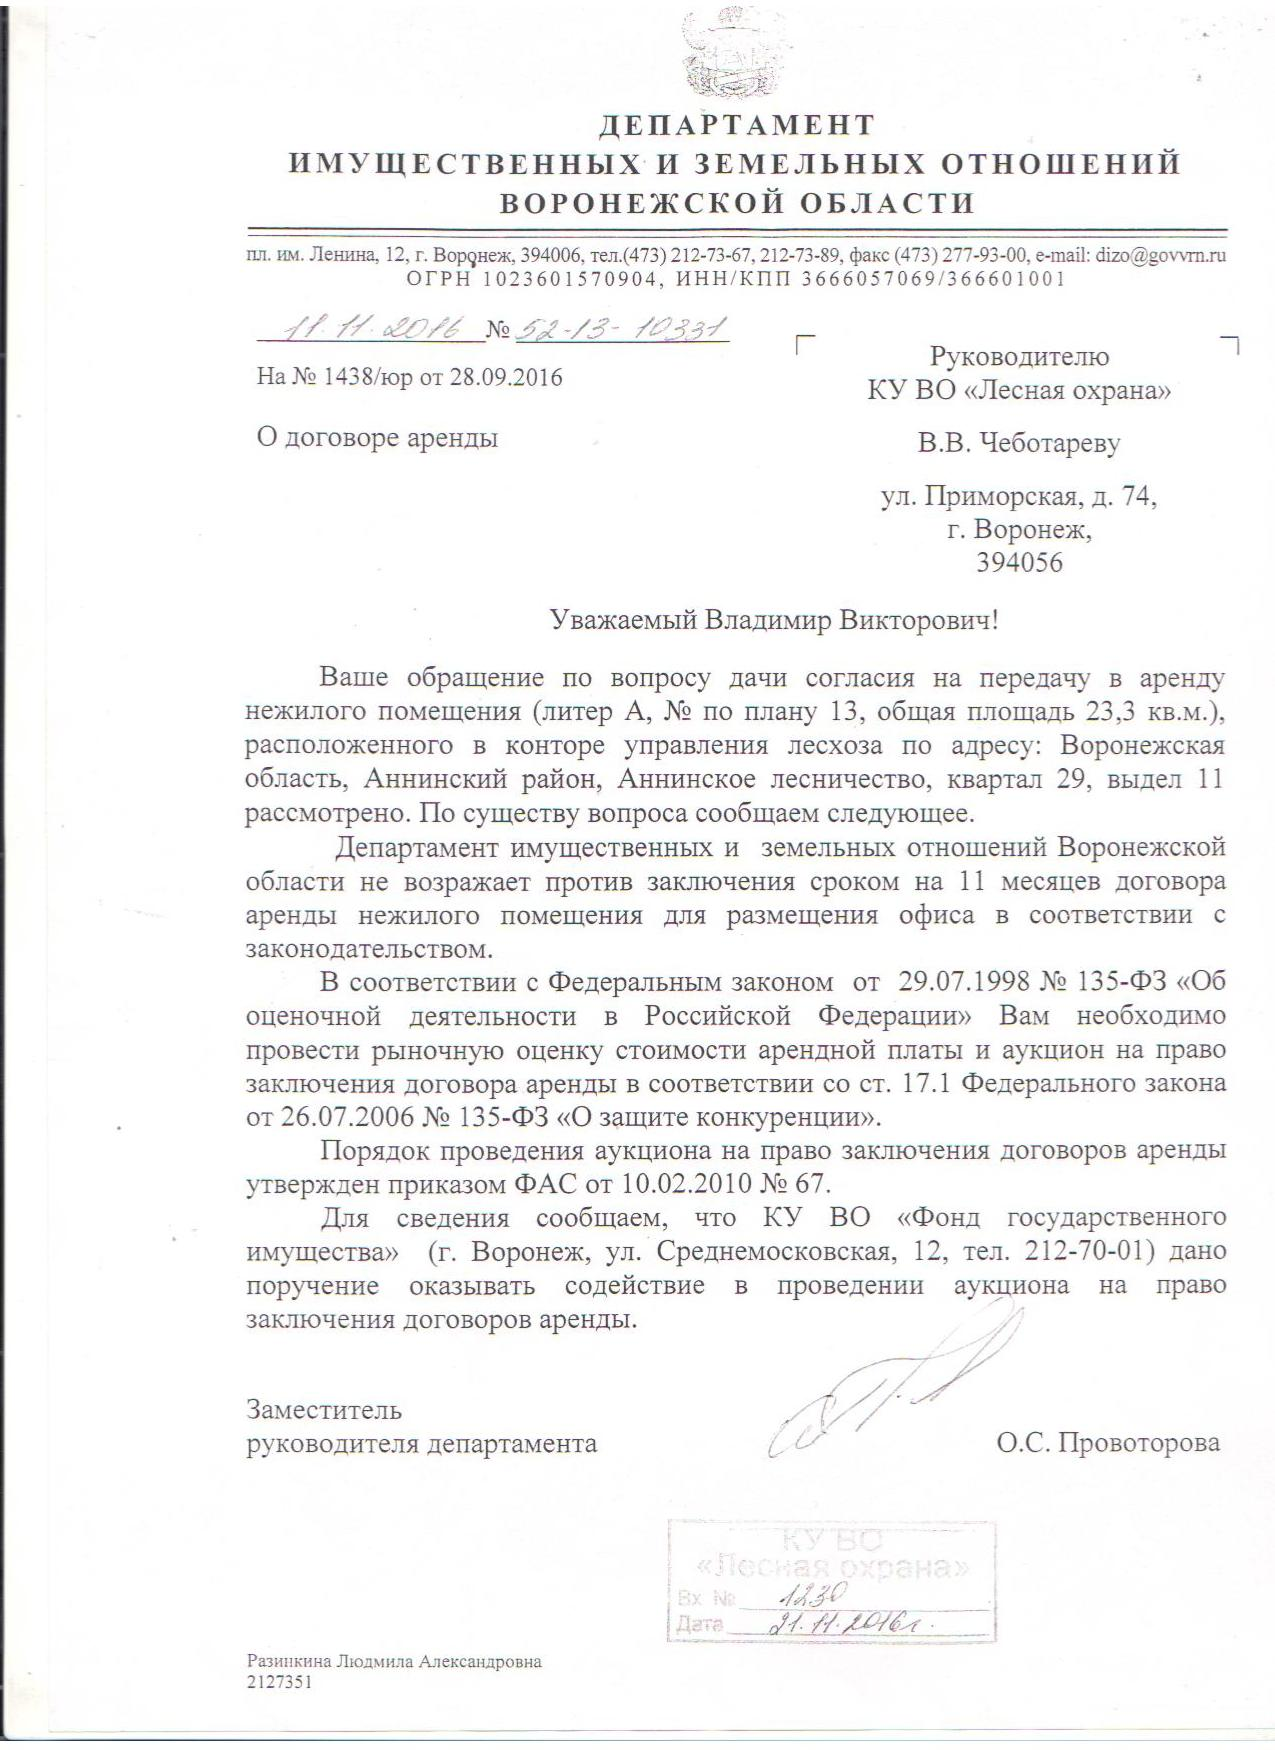 ДЕПАРТАМЕНТ
ИМУЩЕСТВЕННЫХ И ЗЕМЕЛЬНЫХ ОТНОШЕНИЙ
ВОРОНЕЖСКОЙ ОБЛАСТИ
пл. им. Ленина, 12, г. Воронеж, 394006, тел.(473) 212-73-67, 212-73-89, факс (473) 277-93-00, e-mail: dizo@govvrn.ru
ОГРН 1023601570904, ИНН/КПП 3666057069/366601001
11.11.2016 № 52-13-10331
На № 1438/юр от 28.09.2016
О договоре аренды
Руководителю
КУ ВО «Лесная охрана»
В.В. Чеботареву
ул. Приморская, д. 74,
г. Воронеж,
394056
Уважаемый Владимир Викторович!
Ваше обращение по вопросу дачи согласия на передачу в аренду
нежилого помещения (литер А, № по плану 13, общая площадь 23,3 кв.м.),
расположенного в конторе управления лесхоза по адресу: Воронежская
область, Аннинский район, Аннинское лесничество, квартал 29, выдел 11
рассмотрено. По существу вопроса сообщаем следующее.
Департамент имущественных и земельных отношений Воронежской
области не возражает против заключения сроком на 11 месяцев договора
аренды нежилого помещения для размещения офиса в соответствии с
законодательством.
В соответствии с Федеральным законом от 29.07.1998 № 135-ФЗ «Об
оценочной деятельности в Российской Федерации» Вам необходимо
провести рыночную оценку стоимости арендной платы и аукцион на право
заключения договора аренды в соответствии со ст. 17.1 Федерального закона
от 26.07.2006 № 135-ФЗ «О защите конкуренции».
Порядок проведения аукциона на право заключения договоров аренды
утвержден приказом ФАС от 10.02.2010 № 67.
Для сведения сообщаем, что КУ ВО «Фонд государственного
имущества» (г. Воронеж, ул. Среднемосковская, 12, тел. 212-70-01) дано
поручение оказывать содействие в проведении аукциона на право
заключения договоров аренды.
Заместитель
руководителя департамента О.С. Провоторова
КУ ВО
«Лесная охрана»
Вх № 1230
Дата 21.11.2016г.
Разинкина Людмила Александровна
2127351